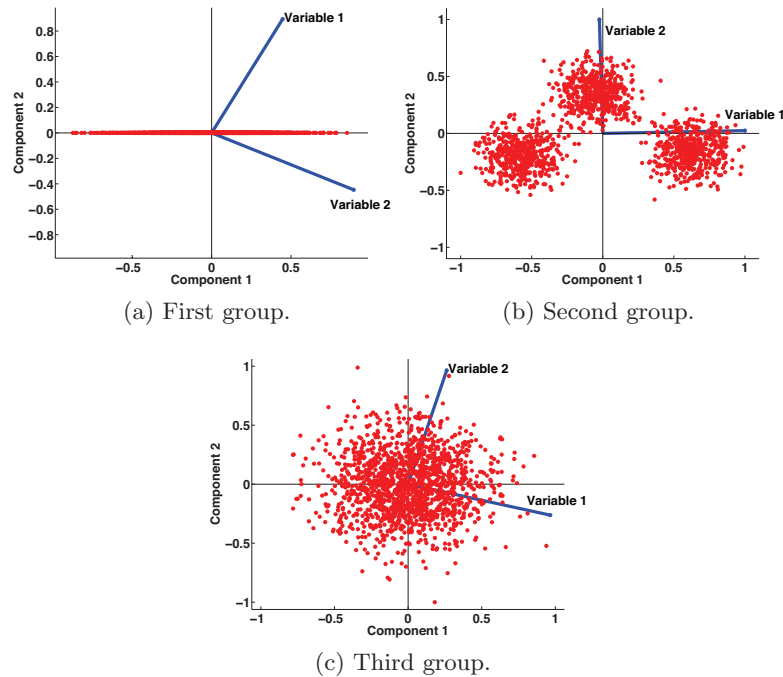 0.8
0.6
0.4
0.2
0
−0.2
−0.4
−0.6
−0.8
Component 2
Variable 1
Variable 2
−0.5 0 0.5
Component 1
(a) First group.
1
0.5
0
−0.5
−1
Component 2
Variable 2
Variable 1
−1 −0.5 0 0.5 1
Component 1
(b) Second group.
1
0.5
0
−0.5
−1
Component 2
Variable 2
Variable 1
−1 −0.5 0 0.5 1
Component 1
(c) Third group.